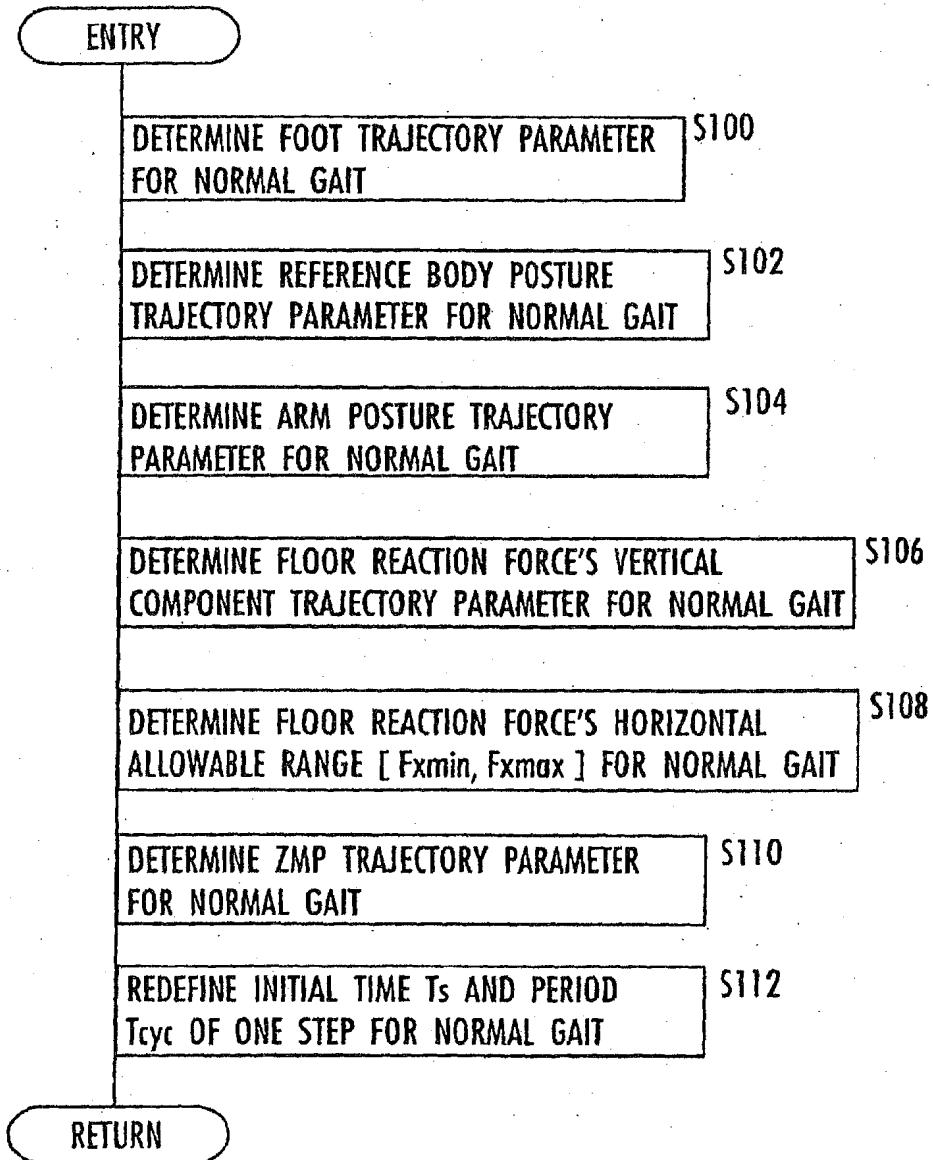 ENTRY
S100
DETERMINE FOOT TRAJECTORY PARAMETER
FOR NORMAL GAIT
S102
DETERMINE REFERENCE BODY POSTURE
TRAJECTORY PARAMETER FOR NORMAL GAIT
S104
DETERMINE ARM POSTURE TRAJECTORY
PARAMETER FOR NORMAL GAIT
S106
DETERMINE FLOOR REACTION FORCE'S VERTICAL
COMPONENT TRAJECTORY PARAMETER FOR NORMAL GAIT
S108
DETERMINE FLOOR REACTION FORCE'S HORIZONTAL
ALLOWABLE RANGE [ Fxmin, Fxmax ] FOR NORMAL GAIT
S110
DETERMINE ZMP TRAJECTORY PARAMETER
FOR NORMAL GAIT
S112
REDEFINE INITIAL TIME Ts AND PERIOD
Tcyc OF ONE STEP FOR NORMAL GAIT
RETURN